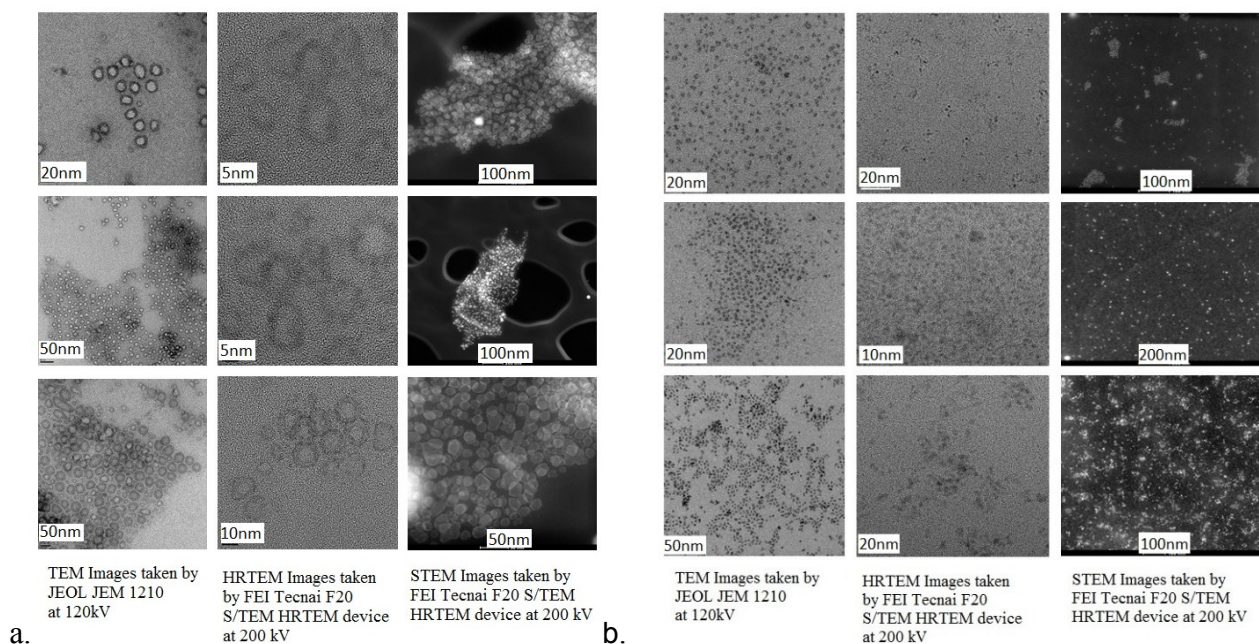 20nm
5nm
100nm
50nm
5nm
100nm
50nm
10nm
50nm
TEM Images taken by
JEOL JEM 1210
at 120kV
HRTEM Images taken
by FEI Tecnai F20
S/TEM HRTEM device
at 200 kV
STEM Images taken by
FEI Tecnai F20 S/TEM
HRTEM device at 200 kV
a.
20nm
20nm
100nm
20nm
10nm
200nm
50nm
20nm
100nm
TEM Images taken by
JEOL JEM 1210
at 120kV
HRTEM Images taken
by FEI Tecnai F20
S/TEM HRTEM device
at 200 kV
STEM Images taken by
FEI Tecnai F20 S/TEM
HRTEM device at 200 kV
b.